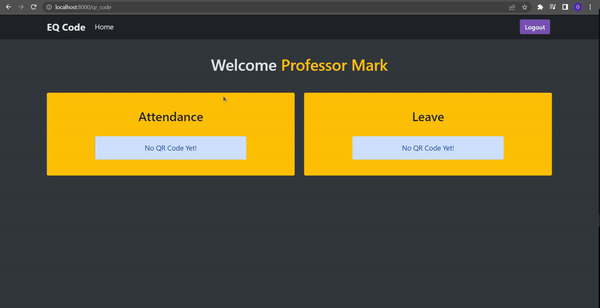 localhost:8000/qr_code
EQ Code Home Logout
Welcome Professor Mark
Attendance Leave
No QR Code Yet! No QR Code Yet!